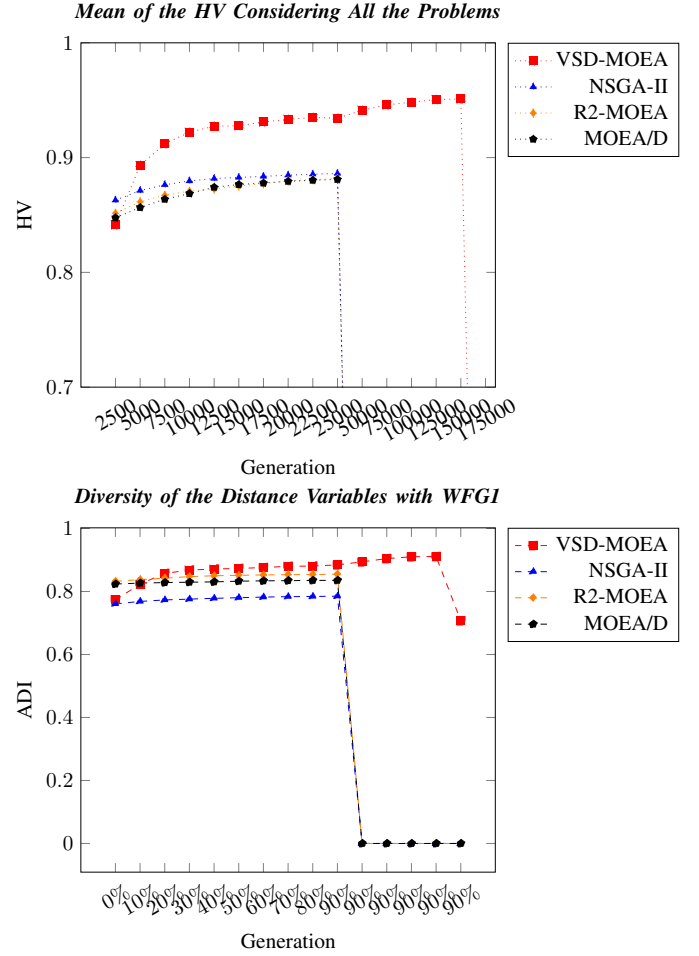 Mean of the HV Considering All the Problems
1
0.9
0.8
0.7
HV
2500 5000 7500 10000 12500 15000 17500 20000 22500 25000 50000 75000 100000 125000 150000 175000
Generation
VSD-MOEA
NSGA-II
R2-MOEA
MOEA/D
Diversity of the Distance Variables with WFG1
1
0.8
0.6
0.4
0.2
0
ADI
0% 10% 20% 30% 40% 50% 60% 70% 80% 90% 90% 90% 90% 90% 90%
Generation
VSD-MOEA
NSGA-II
R2-MOEA
MOEA/D